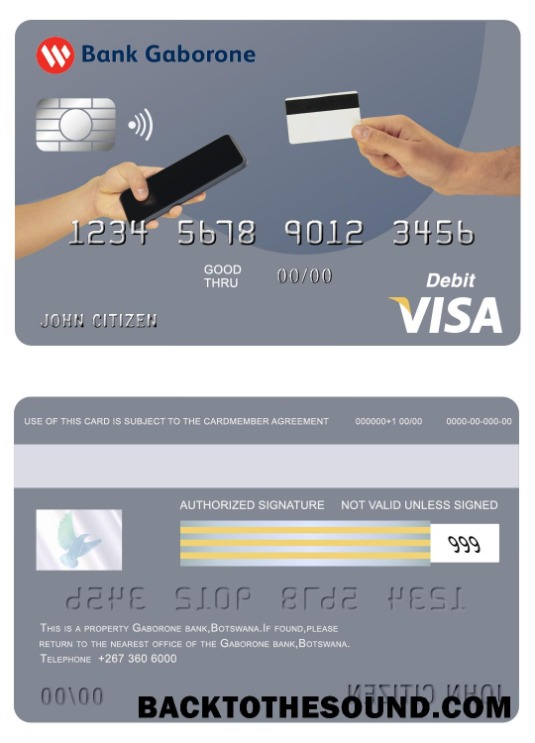 Bank Gaborone
1234 5678 9012 3456
GOOD THRU 00/00
Debit
JOHN CITIZEN
VISA
USE OF THIS CARD IS SUBJECT TO THE CARDMEMBER AGREEMENT 000000+1 00/00 0000-00-000-00
AUTHORIZED SIGNATURE NOT VALID UNLESS SIGNED
999
1234 5678 9012 3456
THIS IS A PROPERTY GABORONE BANK,BOTSWANA.IF FOUND,PLEASE
RETURN TO THE NEAREST OFFICE OF THE GABORONE BANK,BOTSWANA.
TELEPHONE +267 360 6000
00/00
JOHN CITIZEN
BACKTOTHESOUND.COM